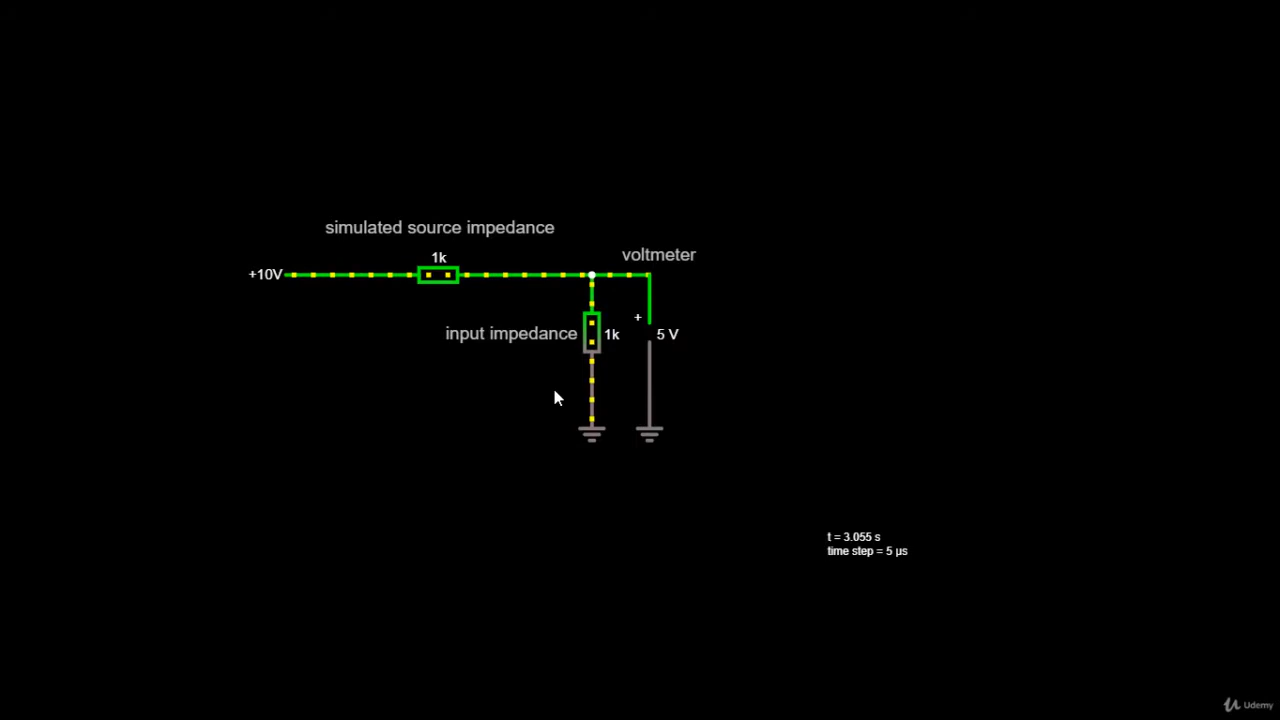 simulated source impedance
1k
voltmeter
+10V
+
input impedance
1k
5 V
t = 3.055 s
time step = 5 µs
Udemy